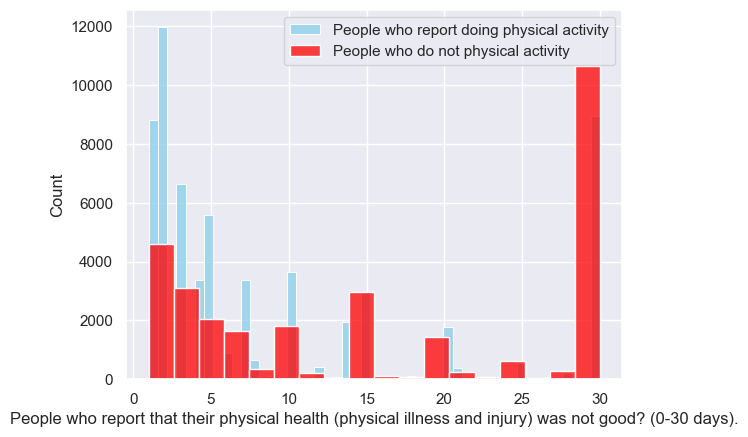 People who report doing physical activity
People who do not physical activity
12000
10000
8000
6000
4000
2000
0
Count
0 5 10 15 20 25 30
People who report that their physical health (physical illness and injury) was not good? (0-30 days).